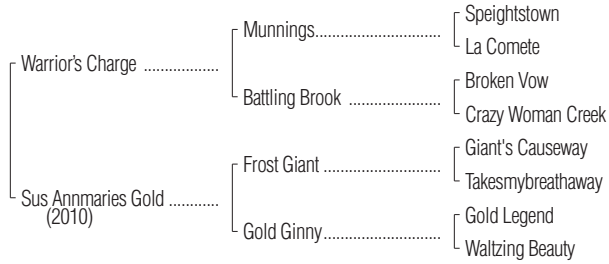 Speightstown
Munnings
La Comete
Warrior's Charge
Broken Vow
Battling Brook
Crazy Woman Creek
Giant's Causeway
Frost Giant
Takesmybreathaway
Sus Annmaries Gold
(2010)
Gold Legend
Gold Ginny
Waltzing Beauty